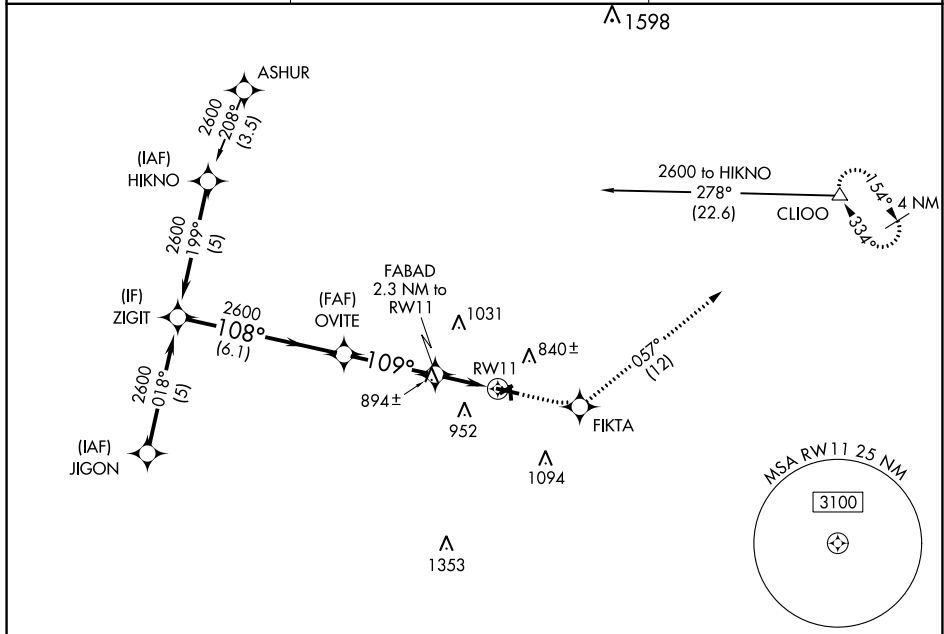 1598
ASHUR
2600
208°
(3.5)
(IAF)
HIKNO
2600 to HIKNO
278°
(22.6)
CLIOO
154°
4 NM
334°
2600
199°
(5)
(IF)
ZIGIT
2600
108°
(6.1)
(FAF)
OVITE
FABAD
2.3 NM to
RW11
1031
109°
RW11
840±
894±
952
057°
(12)
FIKTA
2600
018°
(5)
(IAF)
JIGON
1094
1353
MSA RW11 25 NM
3100